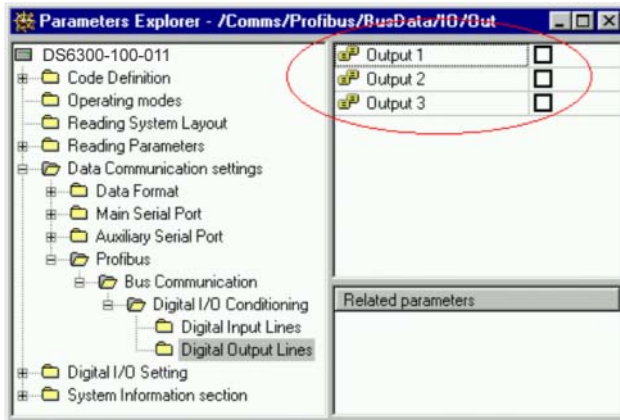 Parameters Explorer - /Comms/Profibus/BusData/IO/Out
DS6300-100-011
Code Definition
Operating modes
Reading System Layout
Reading Parameters
Data Communication settings
Data Format
Main Serial Port
Auxiliary Serial Port
Profibus
Bus Communication
Digital I/O Conditioning
Digital Input Lines
Digital Output Lines
Digital I/O Setting
System Information section
Output 1
Output 2
Output 3
Related parameters